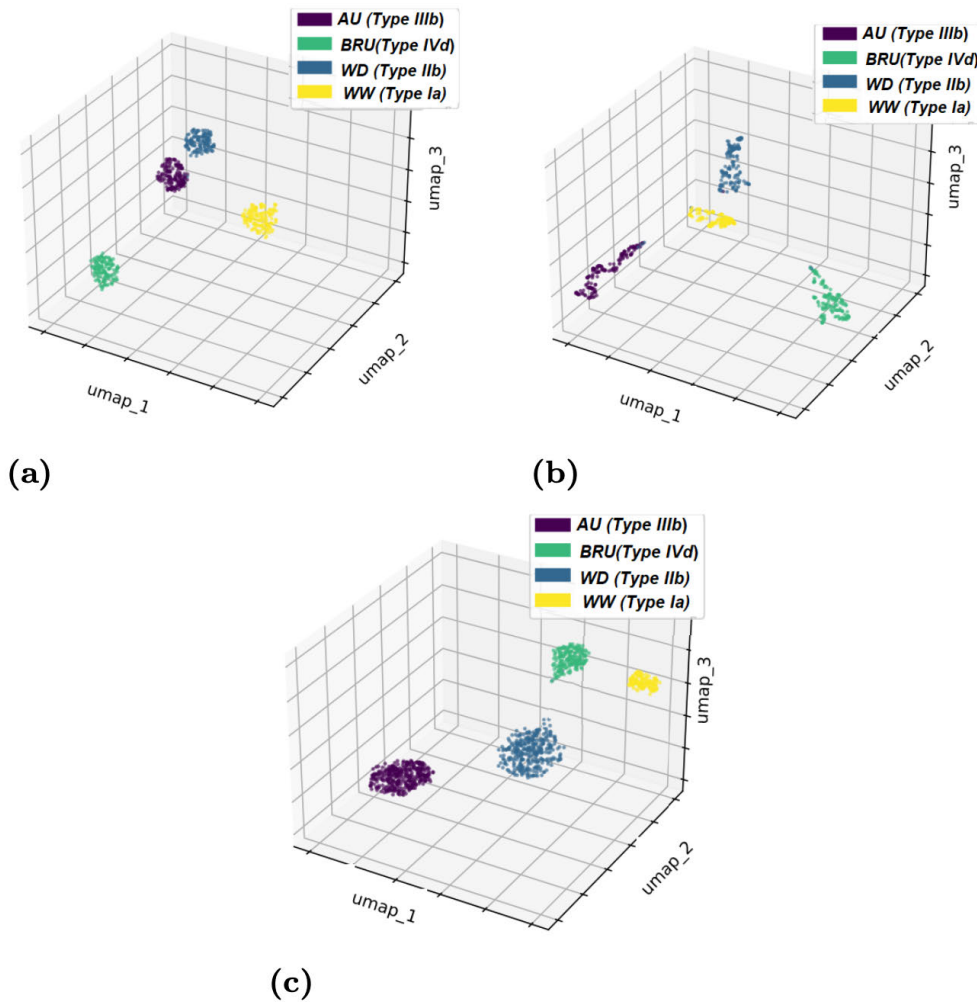 AU (Type IIIb)
BRU(Type IVd)
WD (Type IIb)
WW (Type Ia)
umap_3
umap_2
umap_1
(a)
AU (Type IIIb)
BRU(Type IVd)
WD (Type IIb)
WW (Type Ia)
umap_3
umap_2
umap_1
(b)
AU (Type IIIb)
BRU(Type IVd)
WD (Type IIb)
WW (Type Ia)
umap_3
umap_2
umap_1
(c)